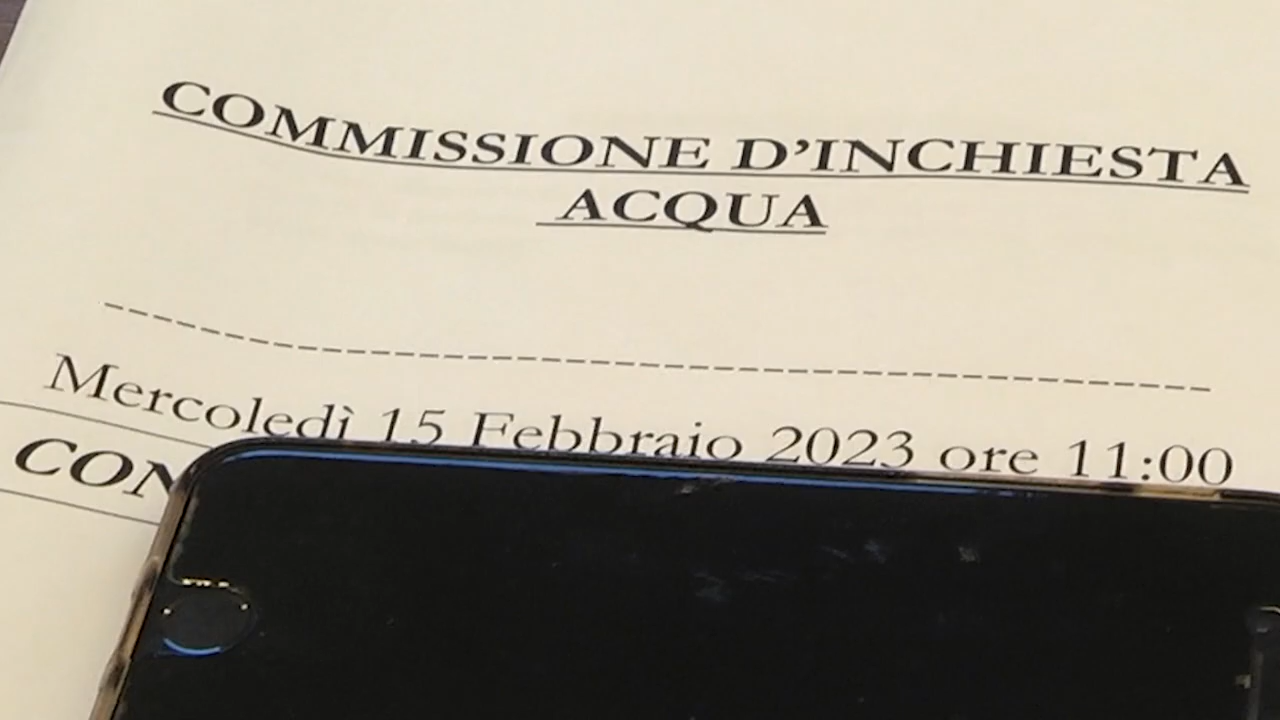 COMMISSIONE D'INCHIESTA
ACQUA
Mercoledì 15 Febbraio 2023 ore 11:00